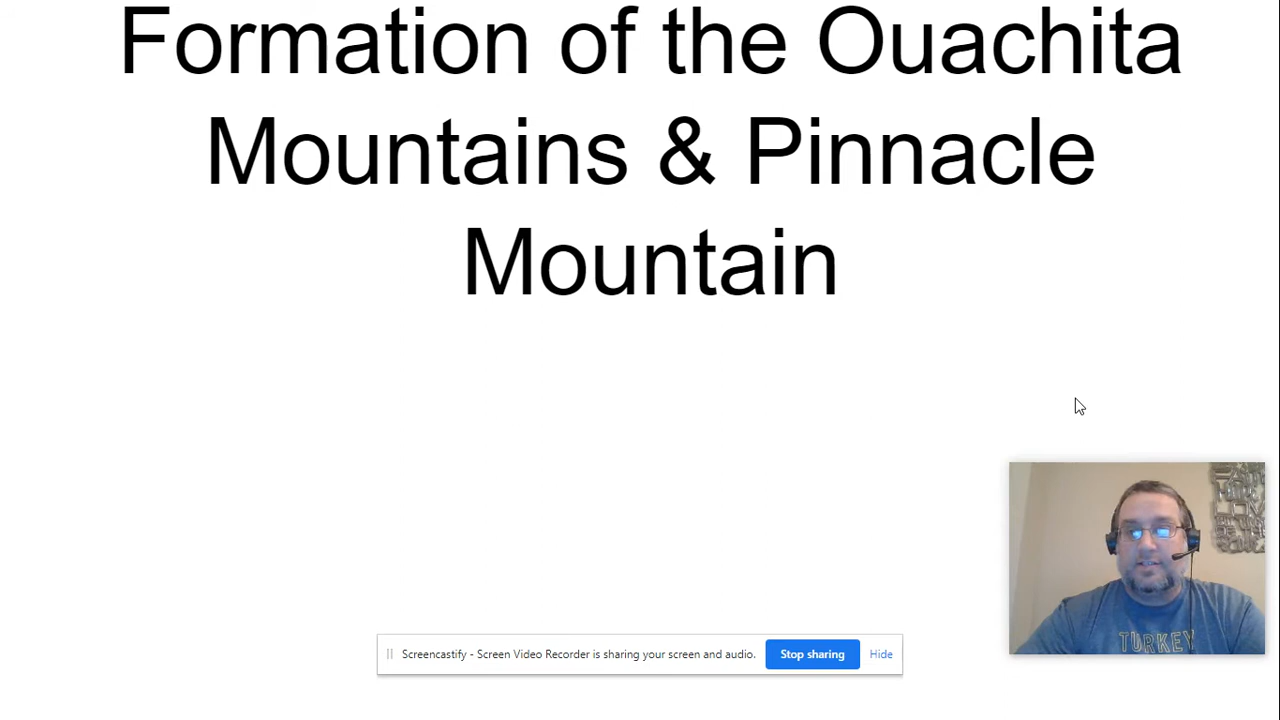 Formation of the Ouachita
Mountains & Pinnacle
Mountain
TURKEY
Screencastify - Screen Video Recorder is sharing your screen and audio.
Stop sharing
Hide